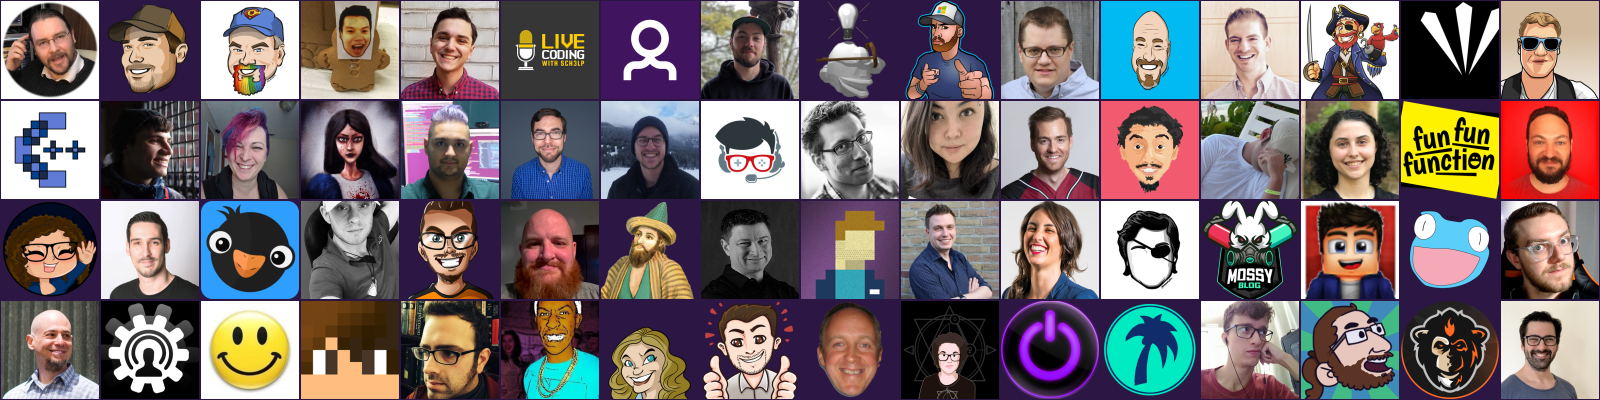 LIVE
CODING
WITH SCH3LP
++
fun fun
function
MOSSY
BLOG